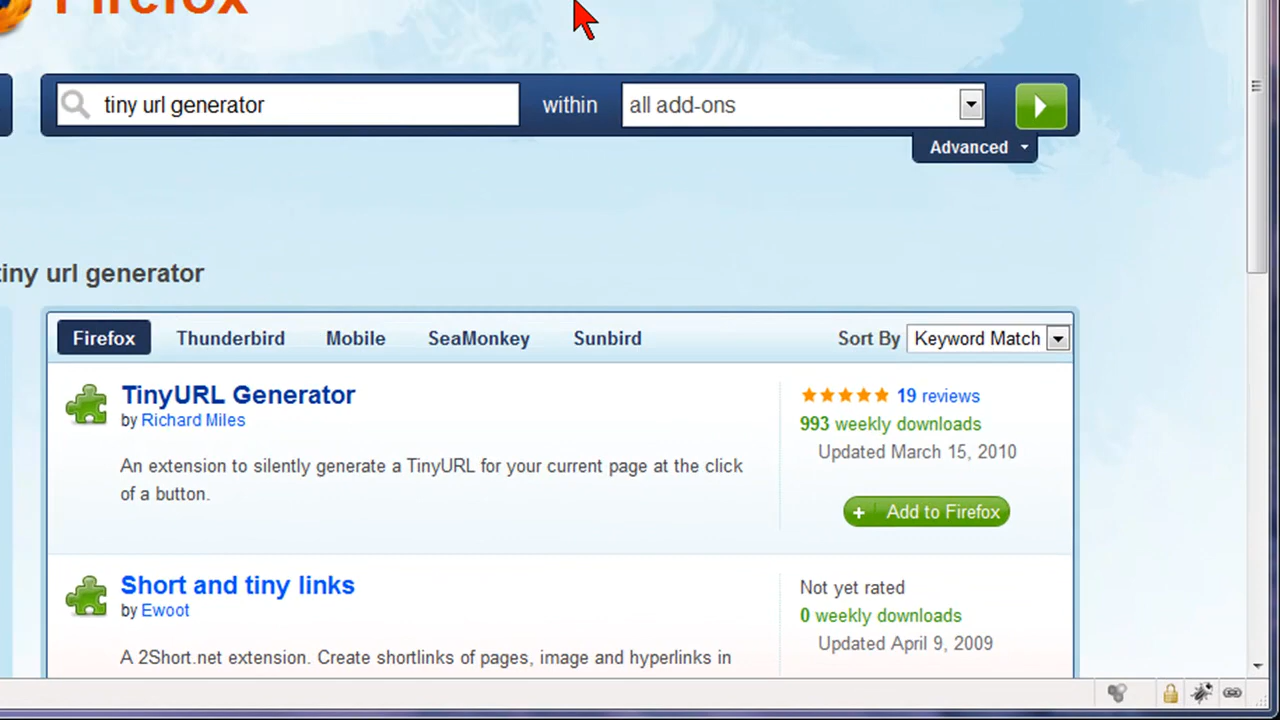 Firefox
tiny url generator within all add-ons
Advanced
tiny url generator
Firefox Thunderbird Mobile SeaMonkey Sunbird Sort By Keyword Match
TinyURL Generator
by Richard Miles
An extension to silently generate a TinyURL for your current page at the click
of a button.
19 reviews
993 weekly downloads
Updated March 15, 2010
+ Add to Firefox
Short and tiny links
by Ewoot
A 2Short.net extension. Create shortlinks of pages, image and hyperlinks in
Not yet rated
0 weekly downloads
Updated April 9, 2009